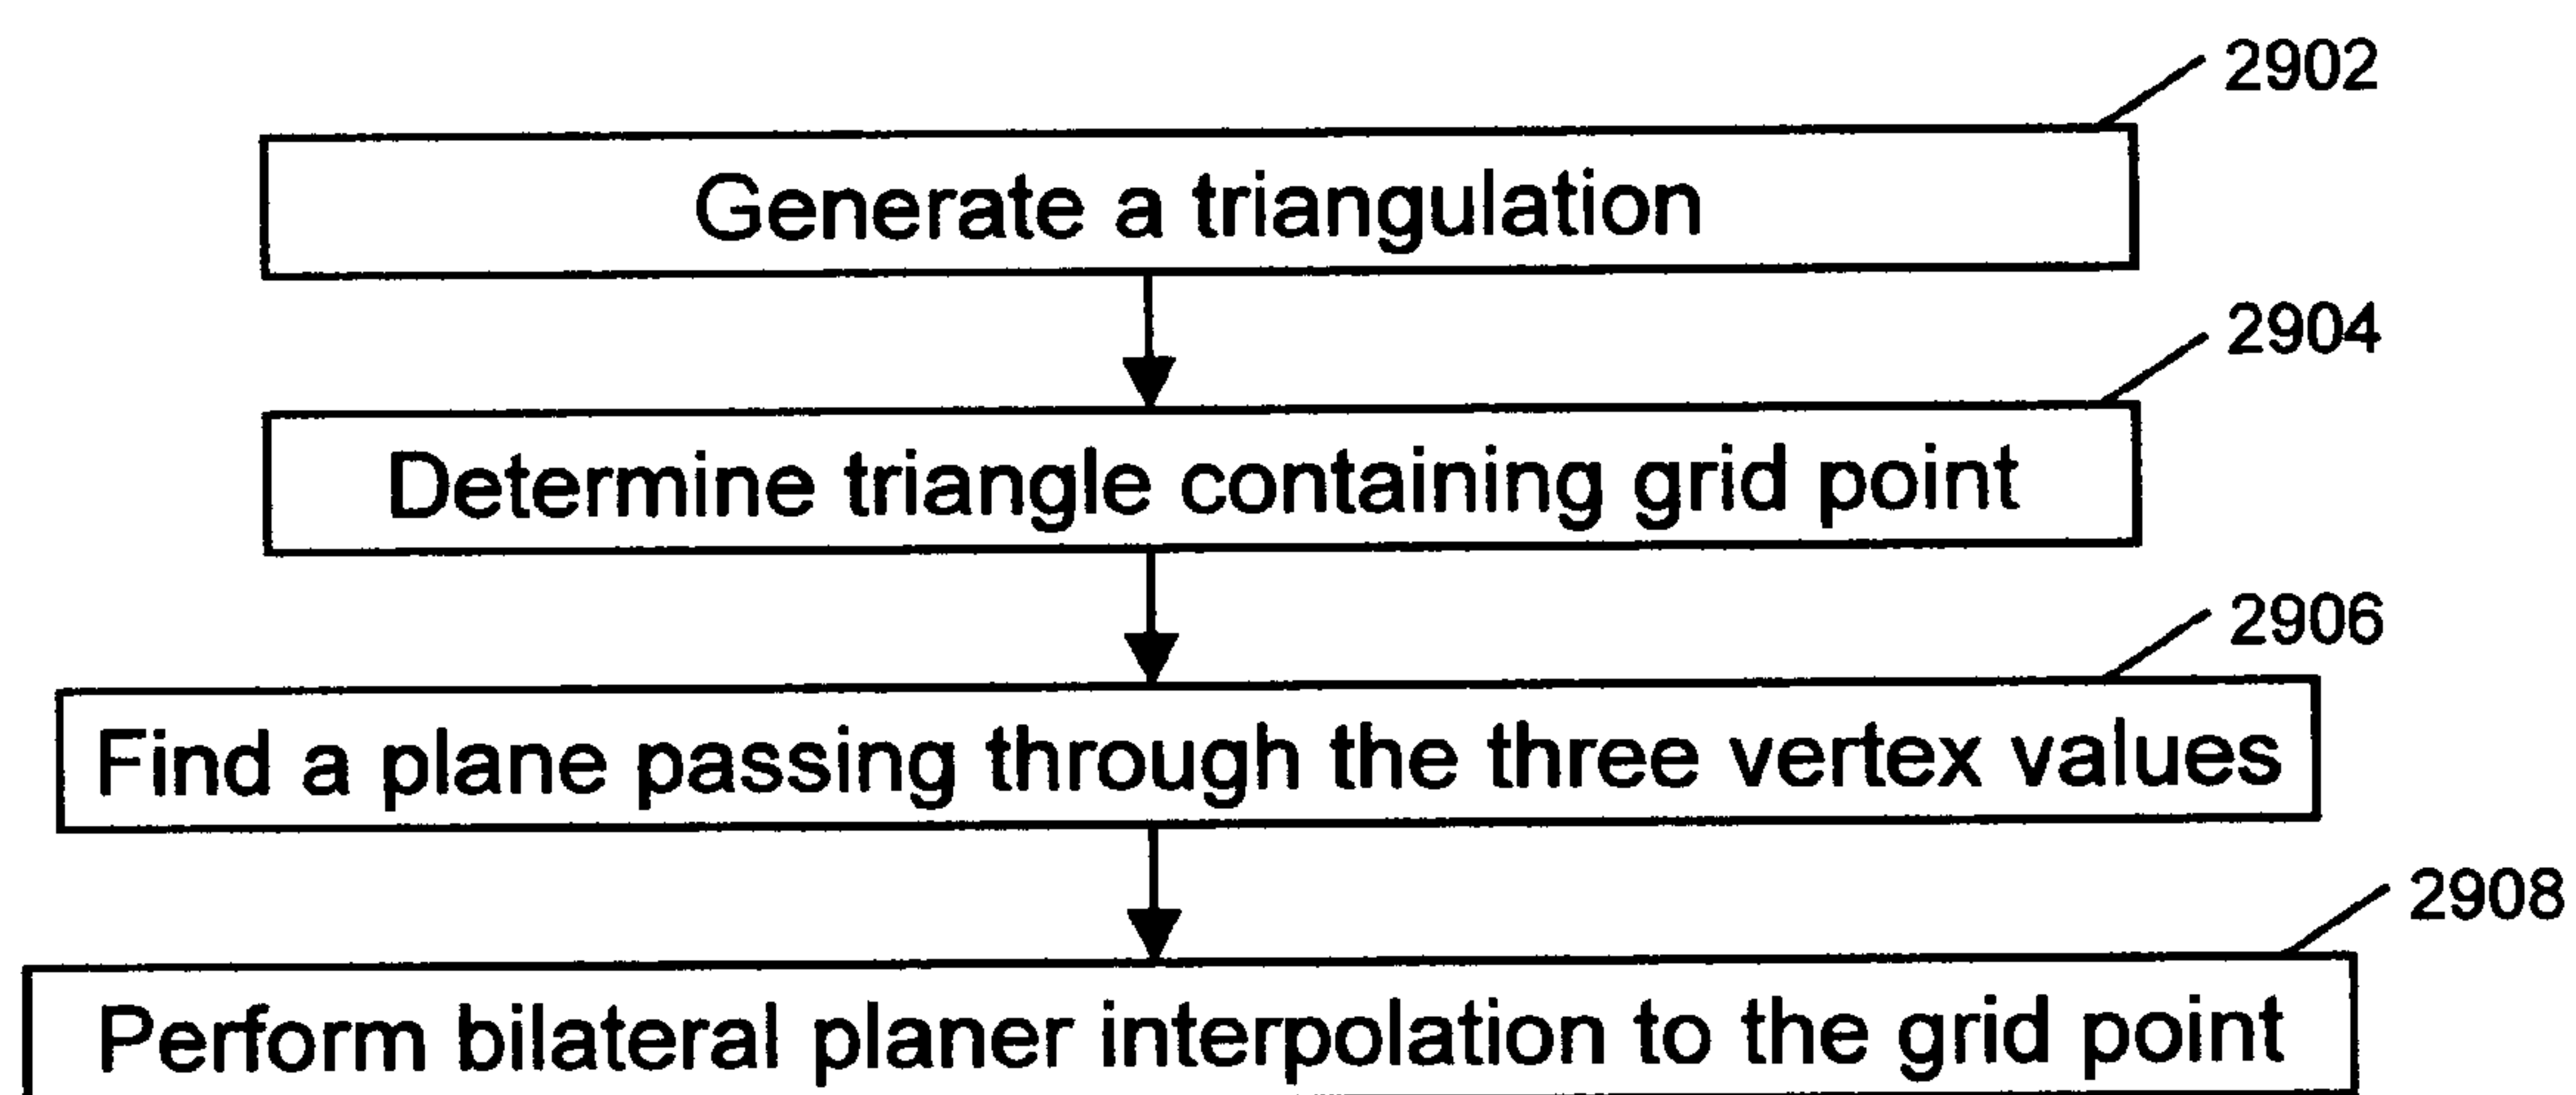 2902
Generate a triangulation
2904
Determine triangle containing grid point
2906
Find a plane passing through the three vertex values
2908
Perform bilateral planer interpolation to the grid point